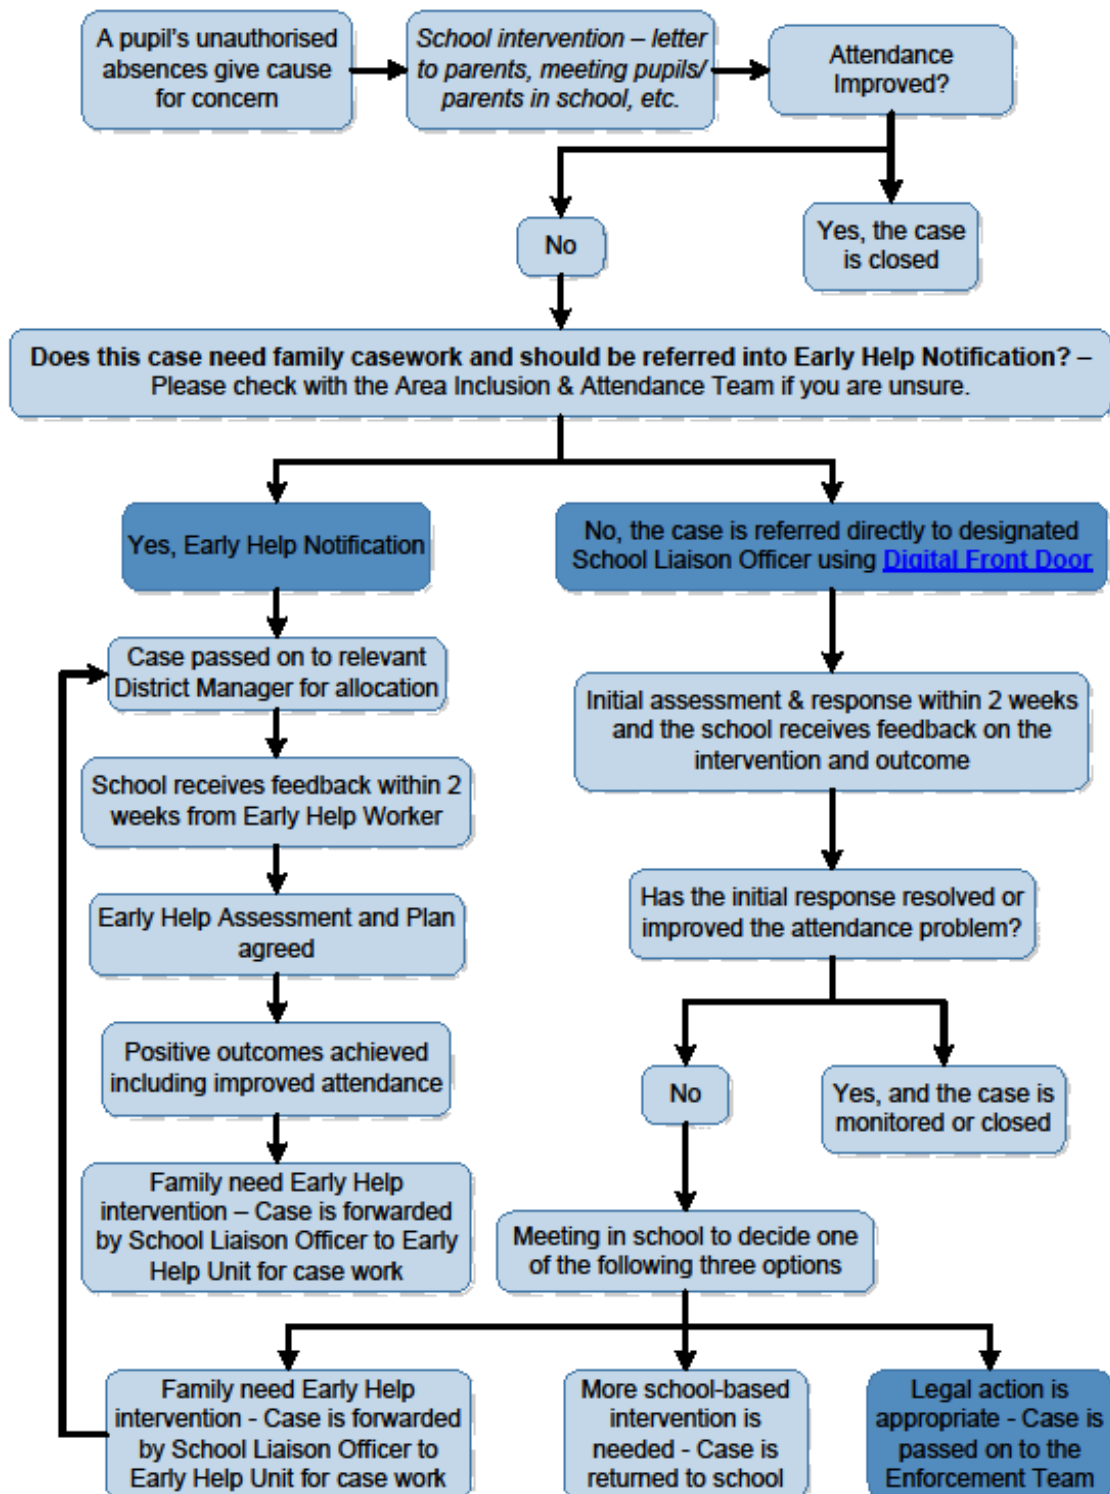 A pupil's unauthorised
absences give cause
for concern
School intervention – letter
to parents, meeting pupils/
parents in school, etc.
Attendance
Improved?
No
Yes, the case
is closed
Does this case need family casework and should be referred into Early Help Notification? –
Please check with the Area Inclusion & Attendance Team if you are unsure.
Yes, Early Help Notification
No, the case is referred directly to designated
School Liaison Officer using Digital Front Door
Case passed on to relevant
District Manager for allocation
Initial assessment & response within 2 weeks
and the school receives feedback on the
intervention and outcome
School receives feedback within 2
weeks from Early Help Worker
Has the initial response resolved or
improved the attendance problem?
Early Help Assessment and Plan
agreed
Positive outcomes achieved
including improved attendance
No
Yes, and the case is
monitored or closed
Family need Early Help
intervention – Case is forwarded
by School Liaison Officer to Early
Help Unit for case work
Meeting in school to decide one
of the following three options
Family need Early Help
intervention - Case is forwarded
by School Liaison Officer to
Early Help Unit for case work
More school-based
intervention is
needed - Case is
returned to school
Legal action is
appropriate - Case is
passed on to the
Enforcement Team